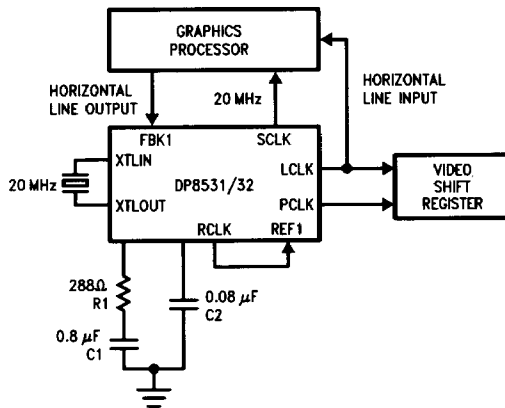 GRAPHICS
PROCESSOR
HORIZONTAL
LINE OUTPUT
20 MHz
HORIZONTAL
LINE INPUT
FBK1
SCLK
XTLIN
LCLK
20 MHz
DP8531/32
VIDEO
SHIFT
REGISTER
XTLOUT
PCLK
RCLK
REF1
288Ω
R1
0.08 μF
C2
0.8 μF
C1